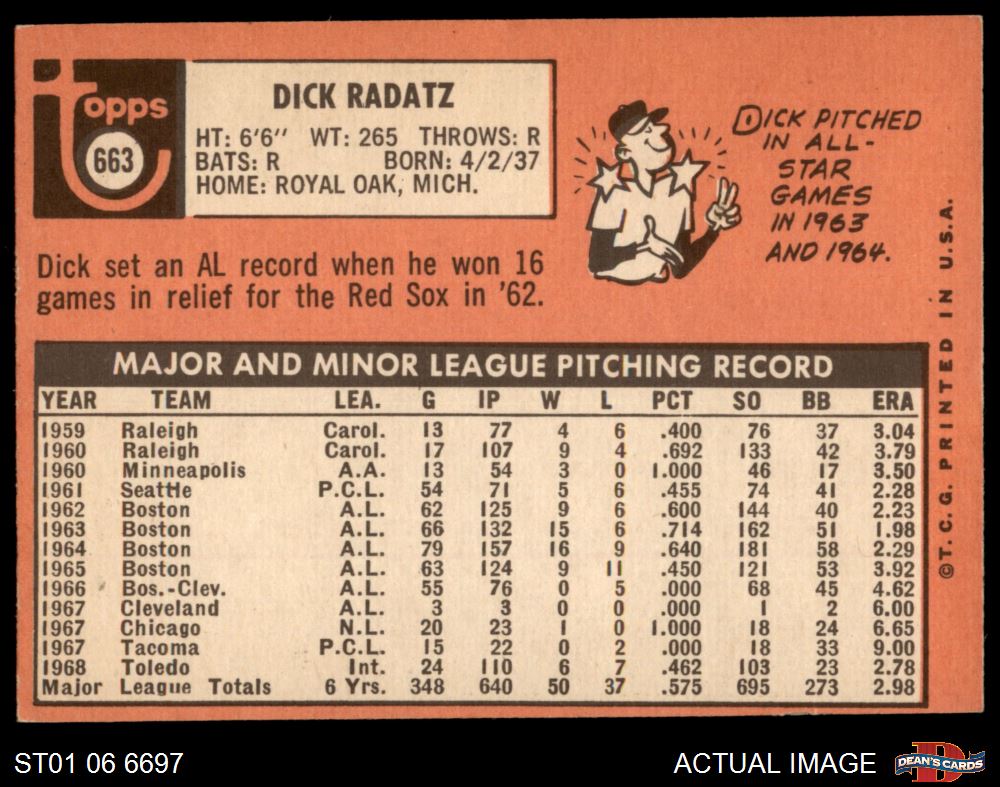 Topps
663
DICK RADATZ
HT: 6'6" WT: 265 THROWS: R
BATS: R BORN: 4/2/37
HOME: ROYAL OAK, MICH.
DICK PITCHED
IN ALL-
STAR
GAMES
IN 1963
AND 1964.
Dick set an AL record when he won 16
games in relief for the Red Sox in '62.
MAJOR AND MINOR LEAGUE PITCHING RECORD
YEAR TEAM LEA. G IP W L PCT SO BB ERA
1959 Raleigh Carol. 13 77 4 6 .400 76 37 3.04
1960 Raleigh Carol. 17 107 9 4 .692 133 42 3.79
1960 Minneapolis A.A. 13 54 3 0 1.000 46 17 3.50
1961 Seattle P.C.L. 54 71 5 6 .455 74 41 2.28
1962 Boston A.L. 62 125 9 6 .600 144 40 2.23
1963 Boston A.L. 66 132 15 6 .714 162 51 1.98
1964 Boston A.L. 79 157 16 9 .640 181 58 2.29
1965 Boston A.L. 63 124 9 11 .450 121 53 3.92
1966 Bos.-Clev. A.L. 55 76 0 5 .000 68 45 4.62
1967 Cleveland A.L. 3 3 0 0 .000 1 2 6.00
1967 Chicago N.L. 20 23 1 0 1.000 18 24 6.65
1967 Tacoma P.C.L. 15 22 0 2 .000 18 33 9.00
1968 Toledo Int. 24 110 6 7 .462 103 23 2.78
Major League Totals 6 Yrs. 348 640 50 37 .575 695 273 2.98
©T. C. G. PRINTED IN U.S.A.
ST01 06 6697
ACTUAL IMAGE
D
DEAN'S CARDS